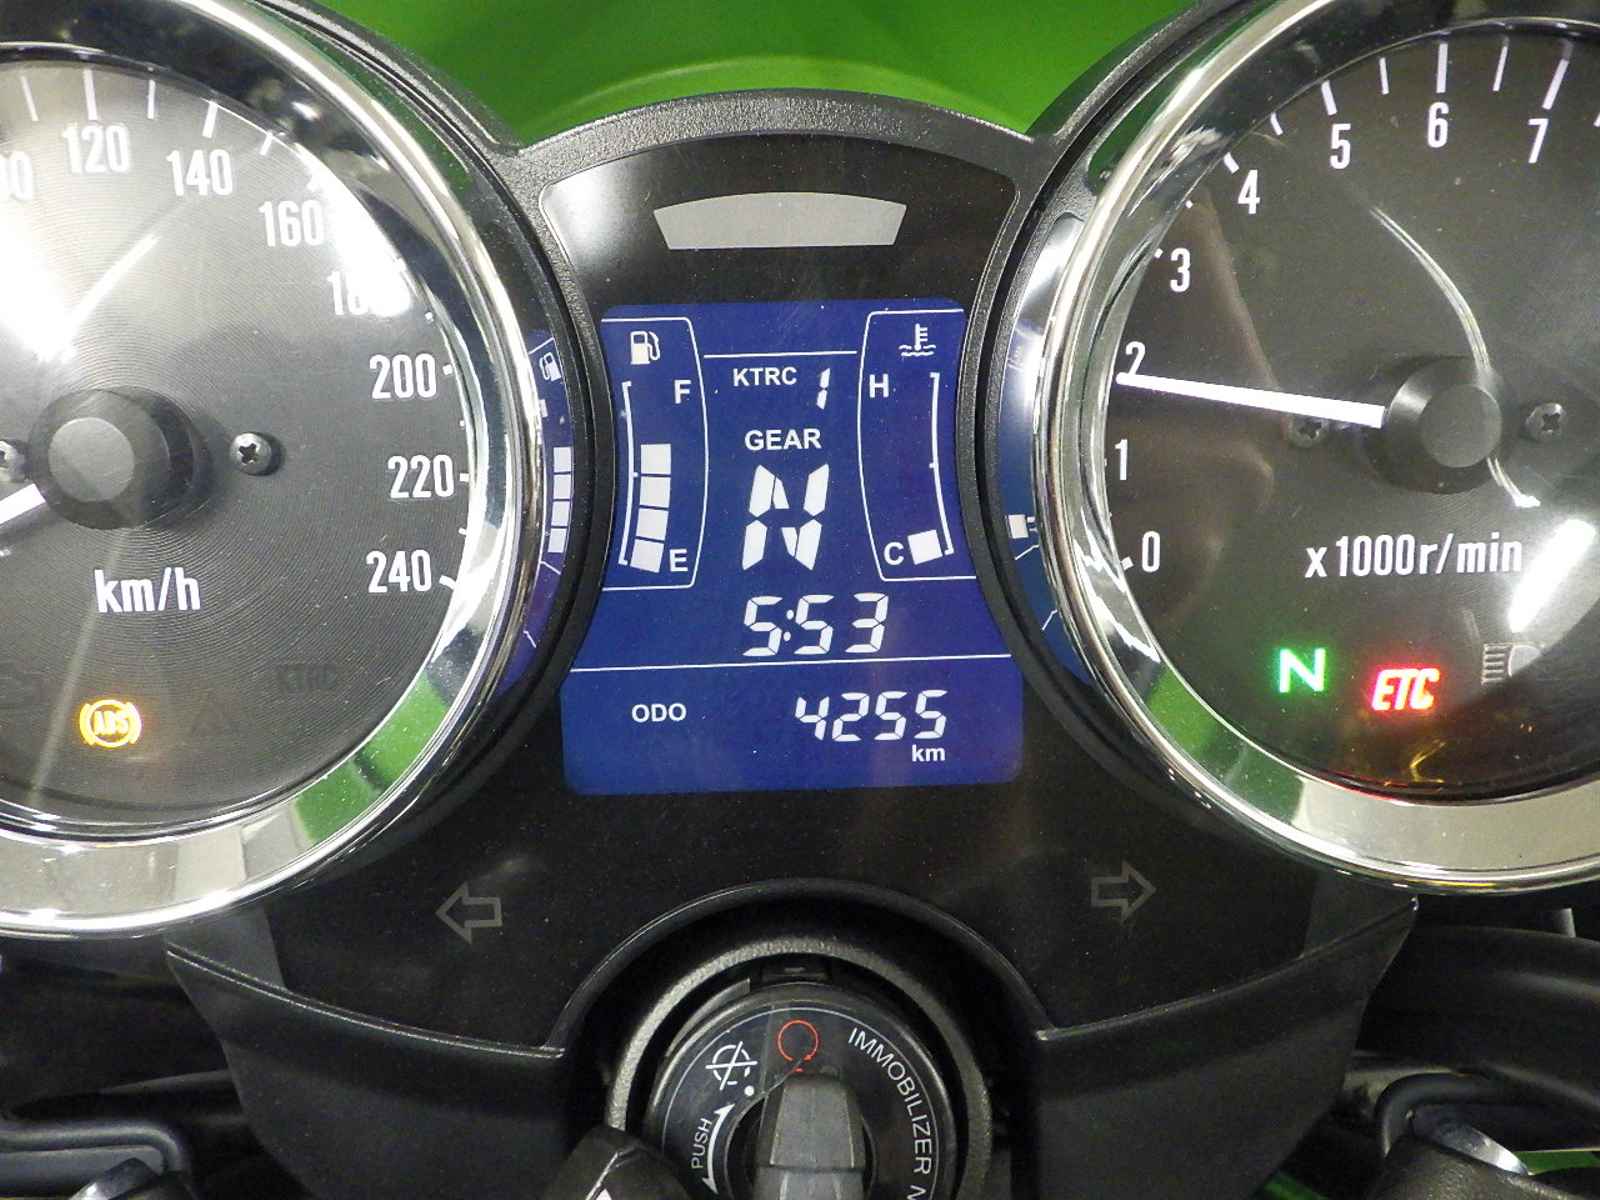 120
140
160
200
220
240
km/h
ABS
KTRC
F
E
KTRC 1
GEAR
N
H
C
5:53
ODO 4255
km
0
1
2
3
4
5
6
7
x1000r/min
N
ETC
PUSH
IMMOBILIZER